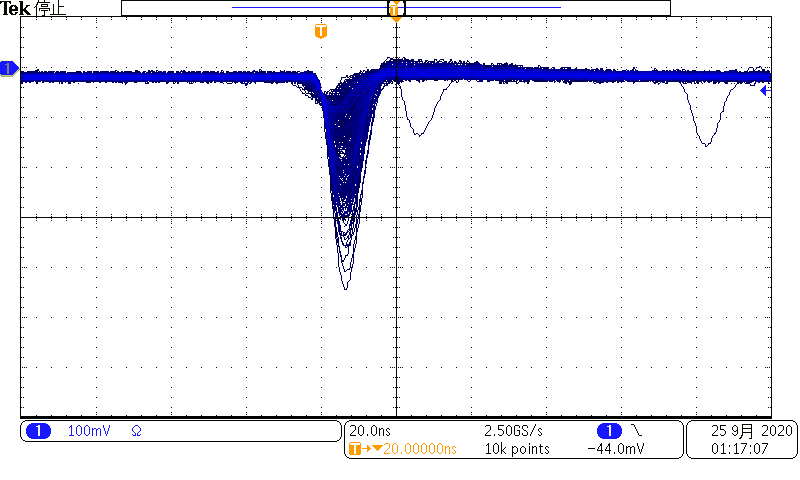 Tek 停止
T
T
1
1 100mV Ω
20.0ns 2.50GS/s 1
T→▼20.00000ns 10k points −44.0mV
25 9月 2020
01:17:07